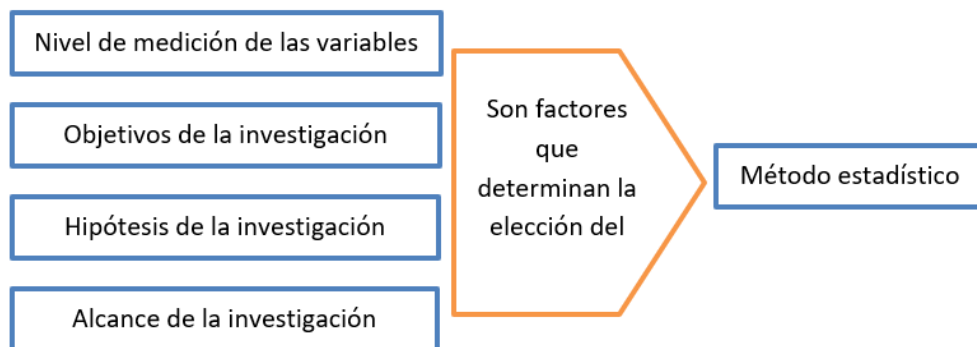 Nivel de medición de las variables
Objetivos de la investigación
Hipótesis de la investigación
Alcance de la investigación
Son factores
que
determinan la
elección del
Método estadístico